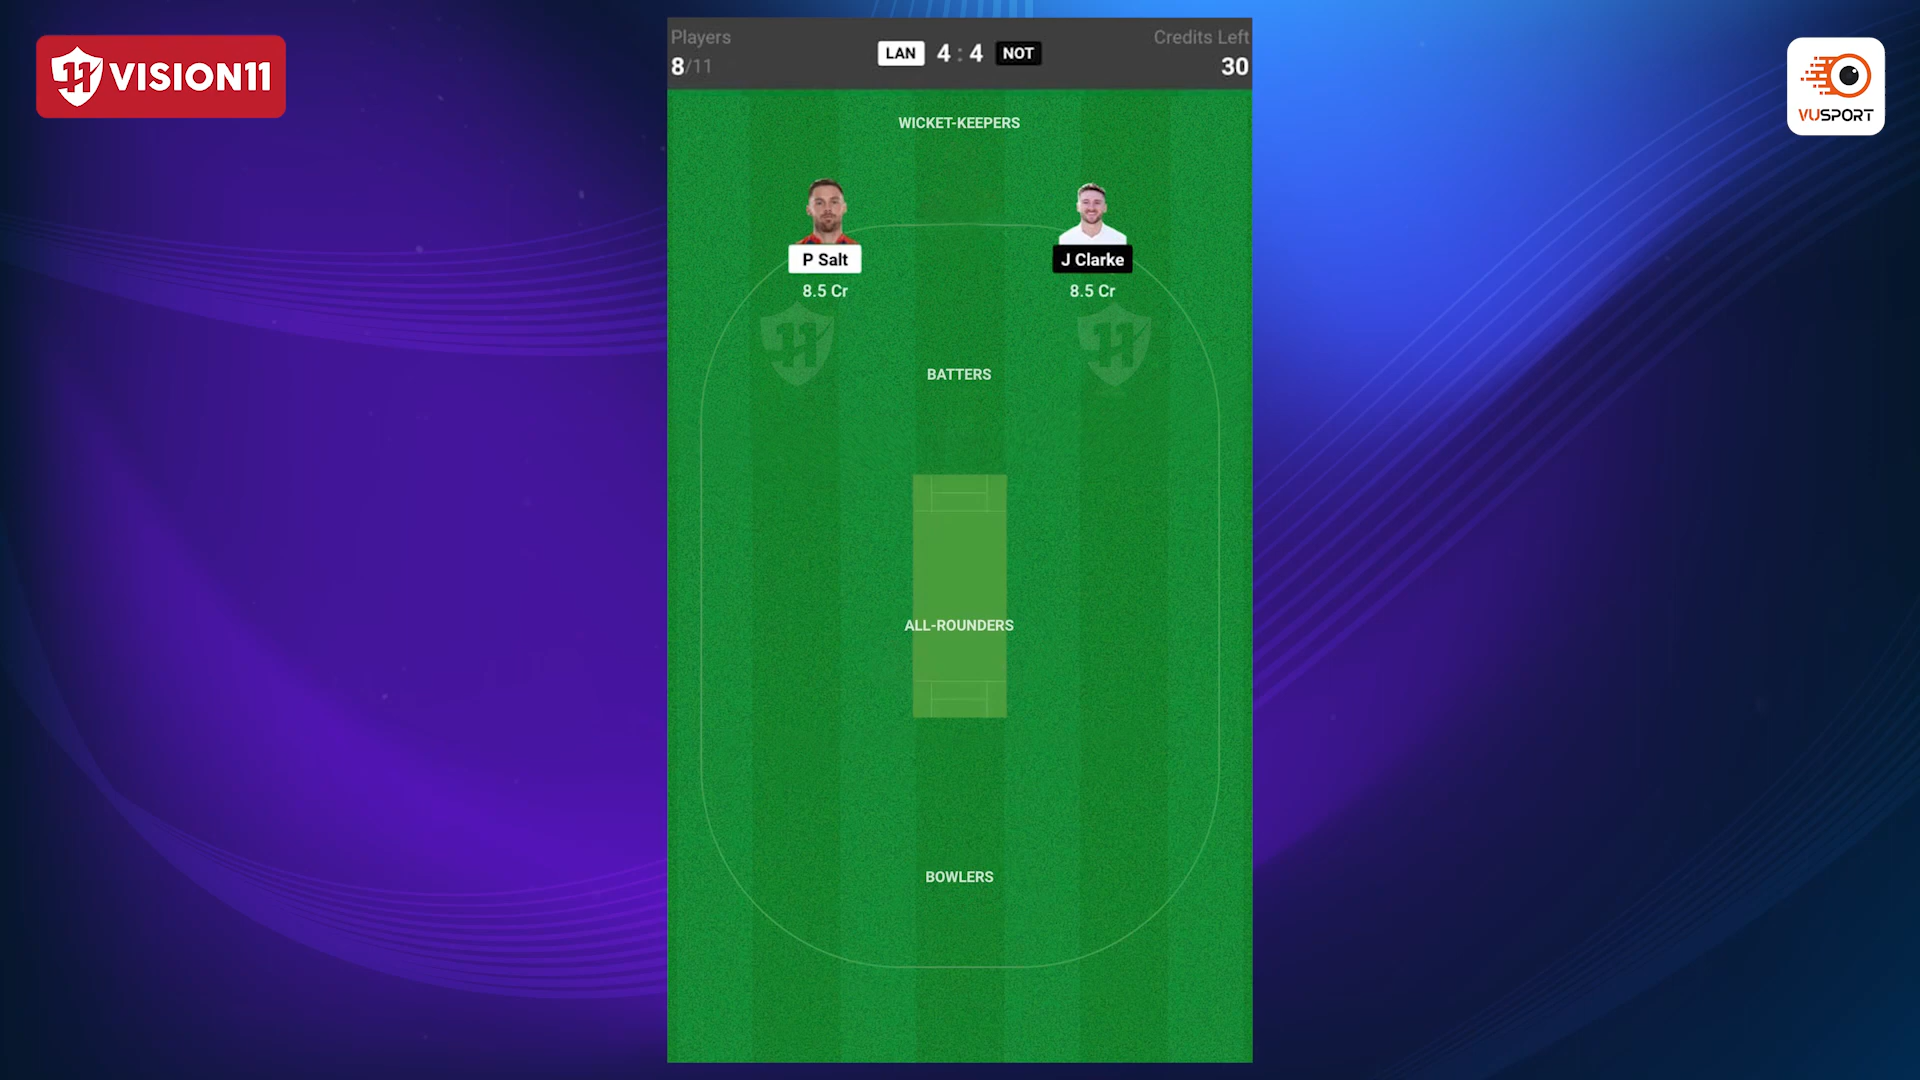 VISION11
Players
8/11
LAN 4 : 4 NOT
Credits Left
30
VUSPORT
WICKET-KEEPERS
P Salt
8.5 Cr
J Clarke
8.5 Cr
BATTERS
ALL-ROUNDERS
BOWLERS